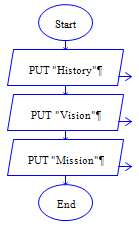 Start
PUT "History"¶
PUT "Vision"¶
PUT "Mission"¶
End